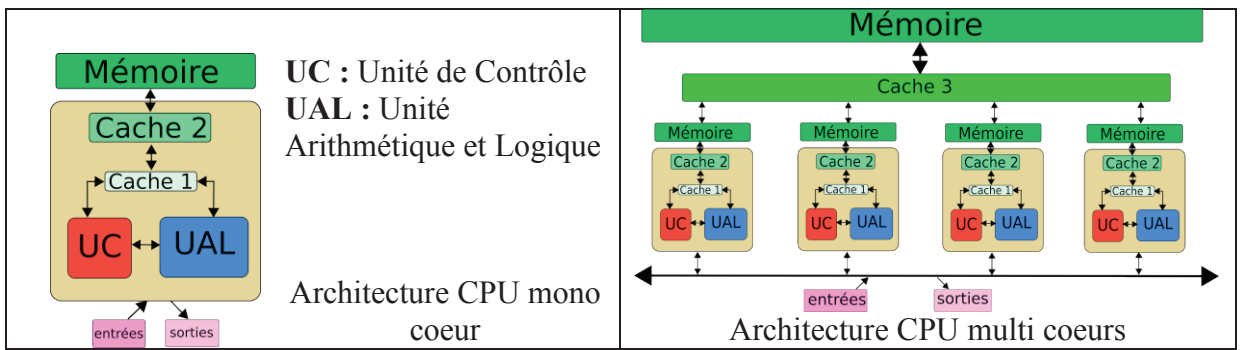 Mémoire
Cache 2
Cache 1
UC
UAL
entrées
sorties
UC : Unité de Contrôle
UAL : Unité
Arithmétique et Logique
Architecture CPU mono
coeur
Mémoire
Cache 3
Mémoire Mémoire Mémoire Mémoire
Cache 2 Cache 2 Cache 2 Cache 2
Cache 1 Cache 1 Cache 1 Cache 1
UC UAL UC UAL UC UAL UC UAL
entrées sorties
Architecture CPU multi coeurs